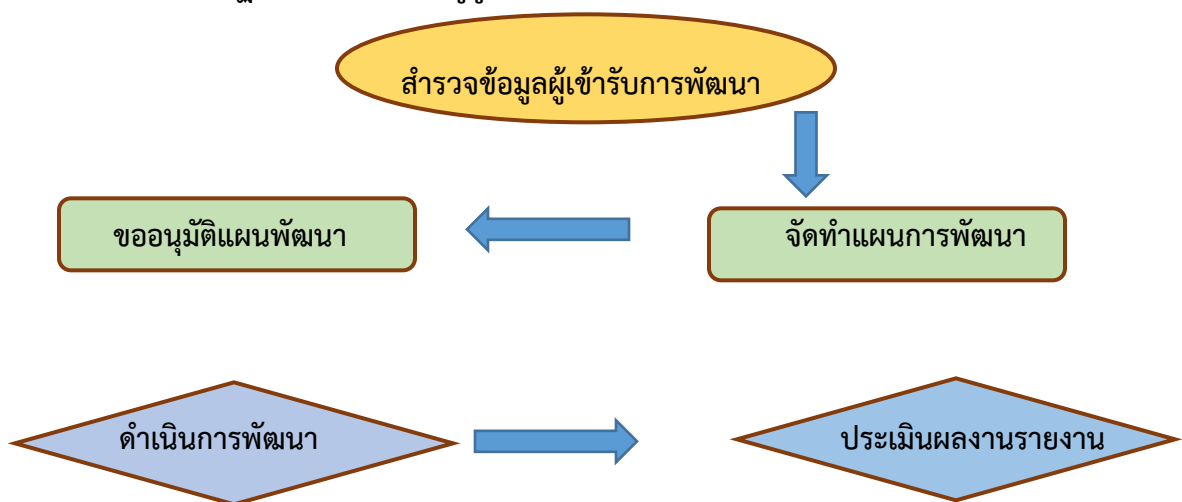 สำรวจข้อมูลผู้เข้ารับการพัฒนา
จัดทำแผนการพัฒนา
ขออนุมัติแผนพัฒนา
ดำเนินการพัฒนา
ประเมินผลงานรายงาน